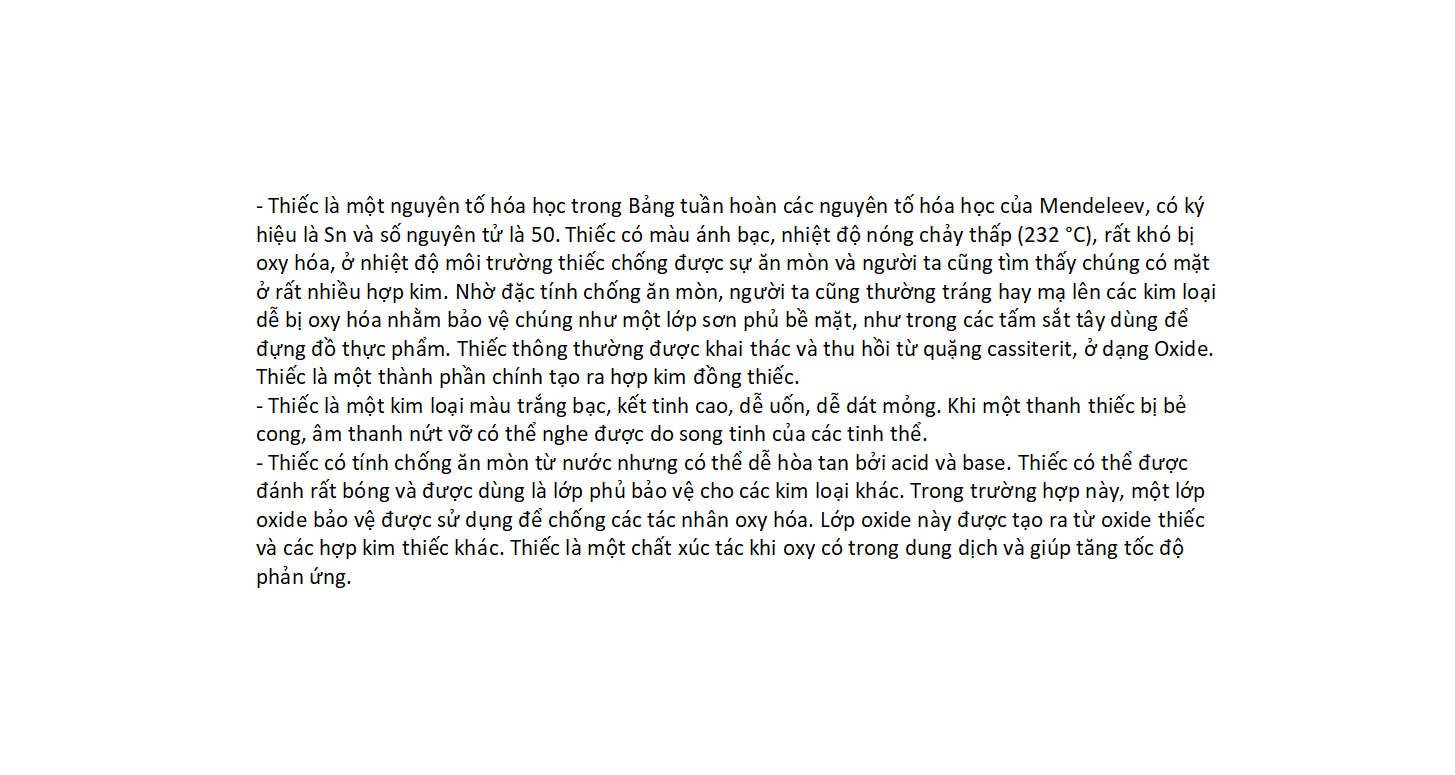 - Thiếc là một nguyên tố hóa học trong Bảng tuần hoàn các nguyên tố hóa học của Mendeleev, có ký
hiệu là Sn và số nguyên tử là 50. Thiếc có màu ánh bạc, nhiệt độ nóng chảy thấp (232 °C), rất khó bị
oxy hóa, ở nhiệt độ môi trường thiếc chống được sự ăn mòn và người ta cũng tìm thấy chúng có mặt
ở rất nhiều hợp kim. Nhờ đặc tính chống ăn mòn, người ta cũng thường tráng hay mạ lên các kim loại
dễ bị oxy hóa nhằm bảo vệ chúng như một lớp sơn phủ bề mặt, như trong các tấm sắt tây dùng để
đựng đồ thực phẩm. Thiếc thông thường được khai thác và thu hồi từ quặng cassiterit, ở dạng Oxide.
Thiếc là một thành phần chính tạo ra hợp kim đồng thiếc.
- Thiếc là một kim loại màu trắng bạc, kết tinh cao, dễ uốn, dễ dát mỏng. Khi một thanh thiếc bị bẻ
cong, âm thanh nứt vỡ có thể nghe được do song tinh của các tinh thể.
- Thiếc có tính chống ăn mòn từ nước nhưng có thể dễ hòa tan bởi acid và base. Thiếc có thể được
đánh rất bóng và được dùng là lớp phủ bảo vệ cho các kim loại khác. Trong trường hợp này, một lớp
oxide bảo vệ được sử dụng để chống các tác nhân oxy hóa. Lớp oxide này được tạo ra từ oxide thiếc
và các hợp kim thiếc khác. Thiếc là một chất xúc tác khi oxy có trong dung dịch và giúp tăng tốc độ
phản ứng.